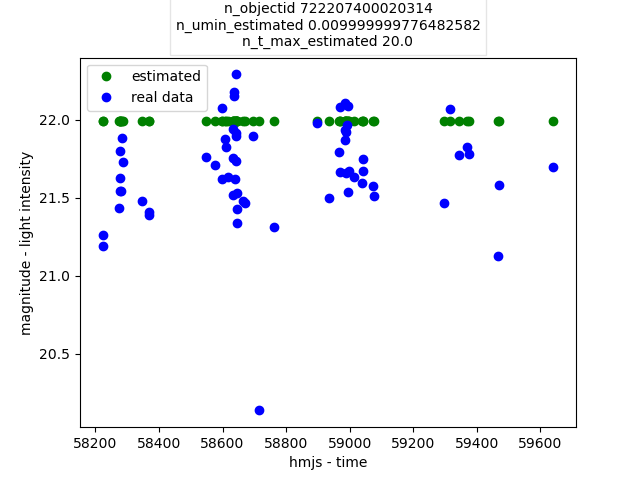 n_objectid 722207400020314
n_umin_estimated 0.009999999776482582
n_t_max_estimated 20.0
estimated
real data
22.0
21.5
21.0
20.5
magnitude - light intensity
58200 58400 58600 58800 59000 59200 59400 59600
hmjs - time